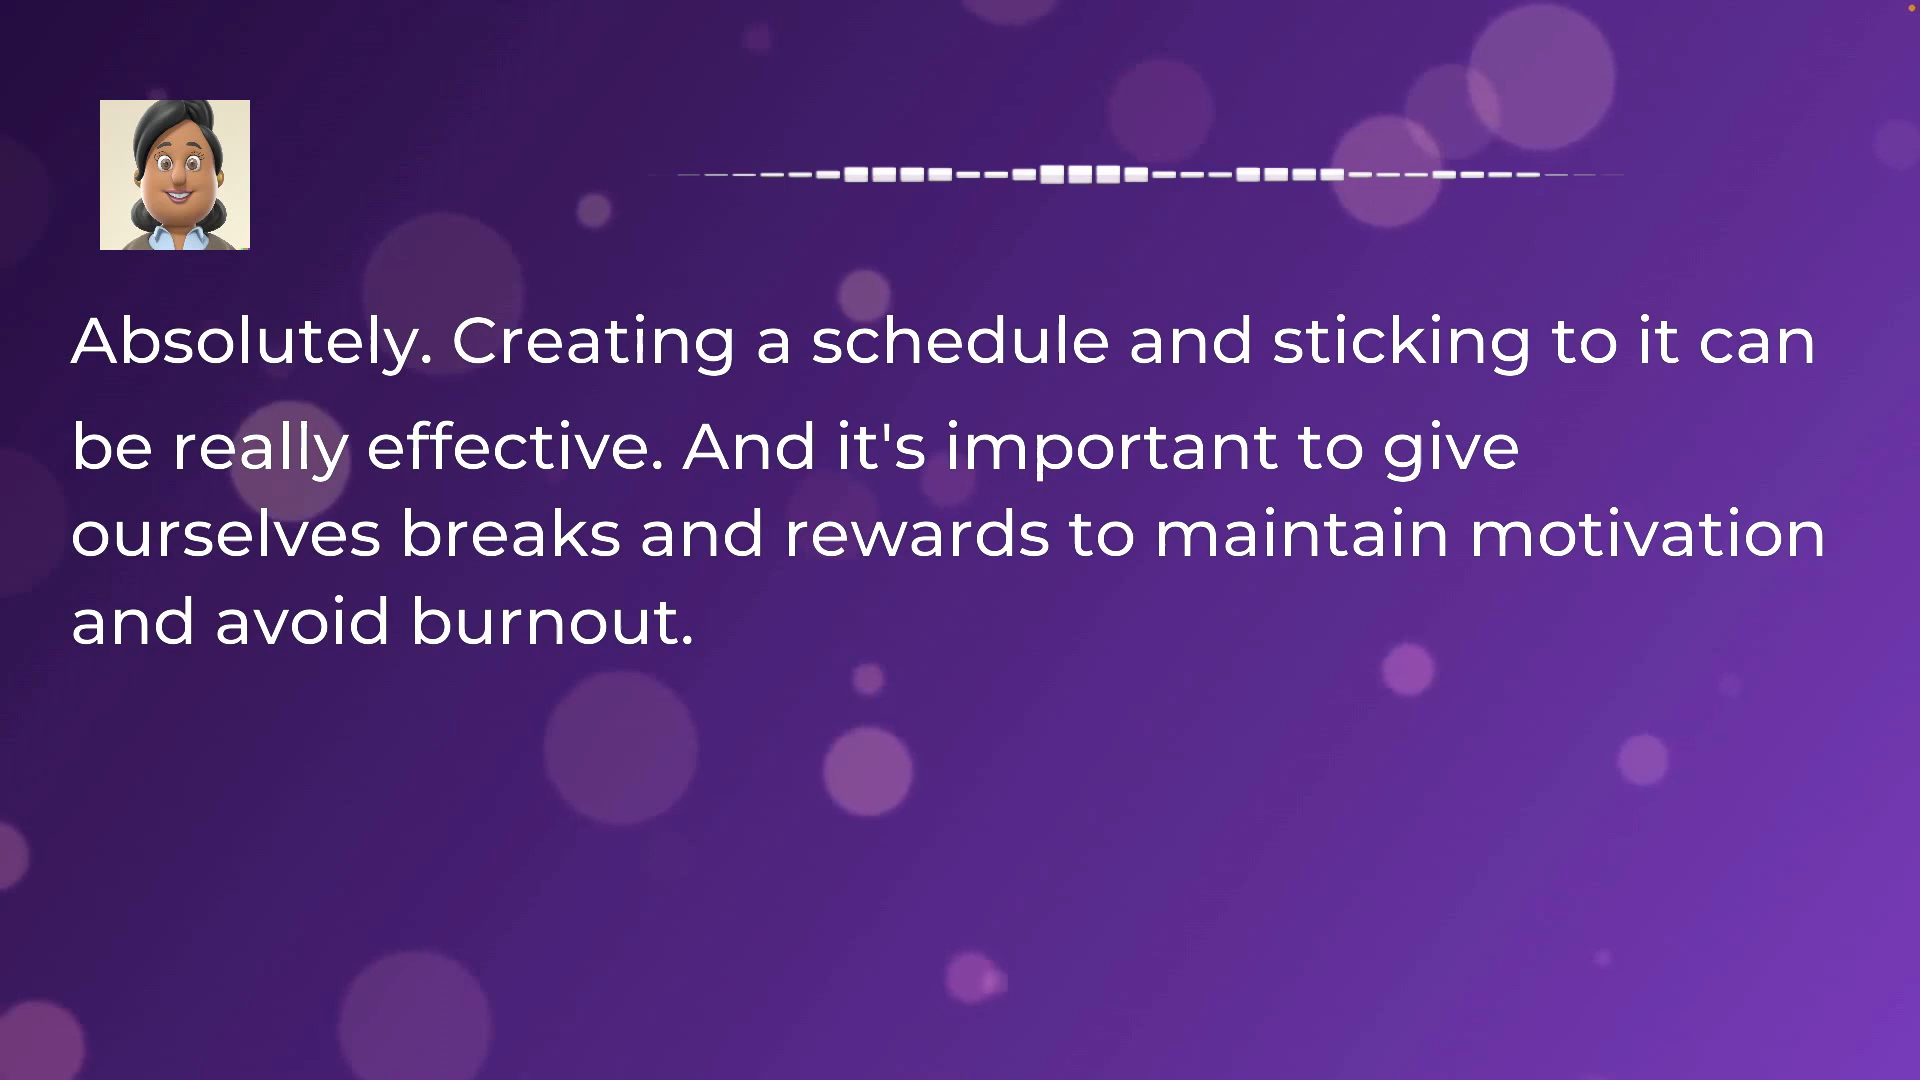 Absolutely. Creating a schedule and sticking to it can
be really effective. And it's important to give
ourselves breaks and rewards to maintain motivation
and avoid burnout.